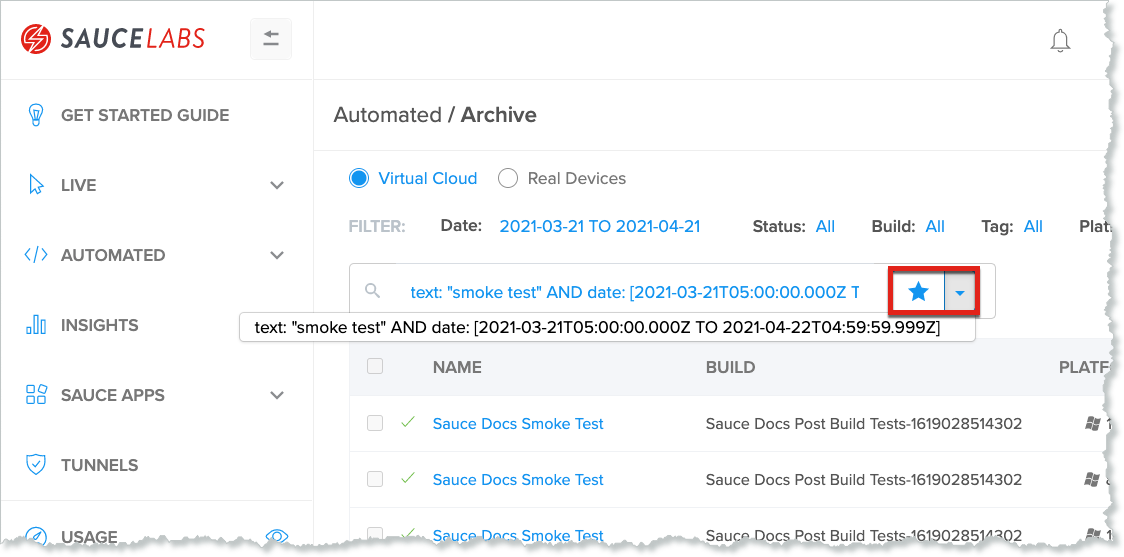 SAUCELABS
GET STARTED GUIDE
LIVE
AUTOMATED
INSIGHTS
SAUCE APPS
TUNNELS
USAGE
Automated / Archive
Virtual Cloud Real Devices
FILTER: Date: 2021-03-21 TO 2021-04-21 Status: All Build: All Tag: All
text: "smoke test" AND date: [2021-03-21T05:00:00.000Z T
text: "smoke test" AND date: [2021-03-21T05:00:00.000Z TO 2021-04-22T04:59:59.999Z]
NAME BUILD PLATF
Sauce Docs Smoke Test Sauce Docs Post Build Tests-1619028514302
Sauce Docs Smoke Test Sauce Docs Post Build Tests-1619028514302
Sauce Docs Smoke Test Sauce Docs Post Build Tests-1619028514302